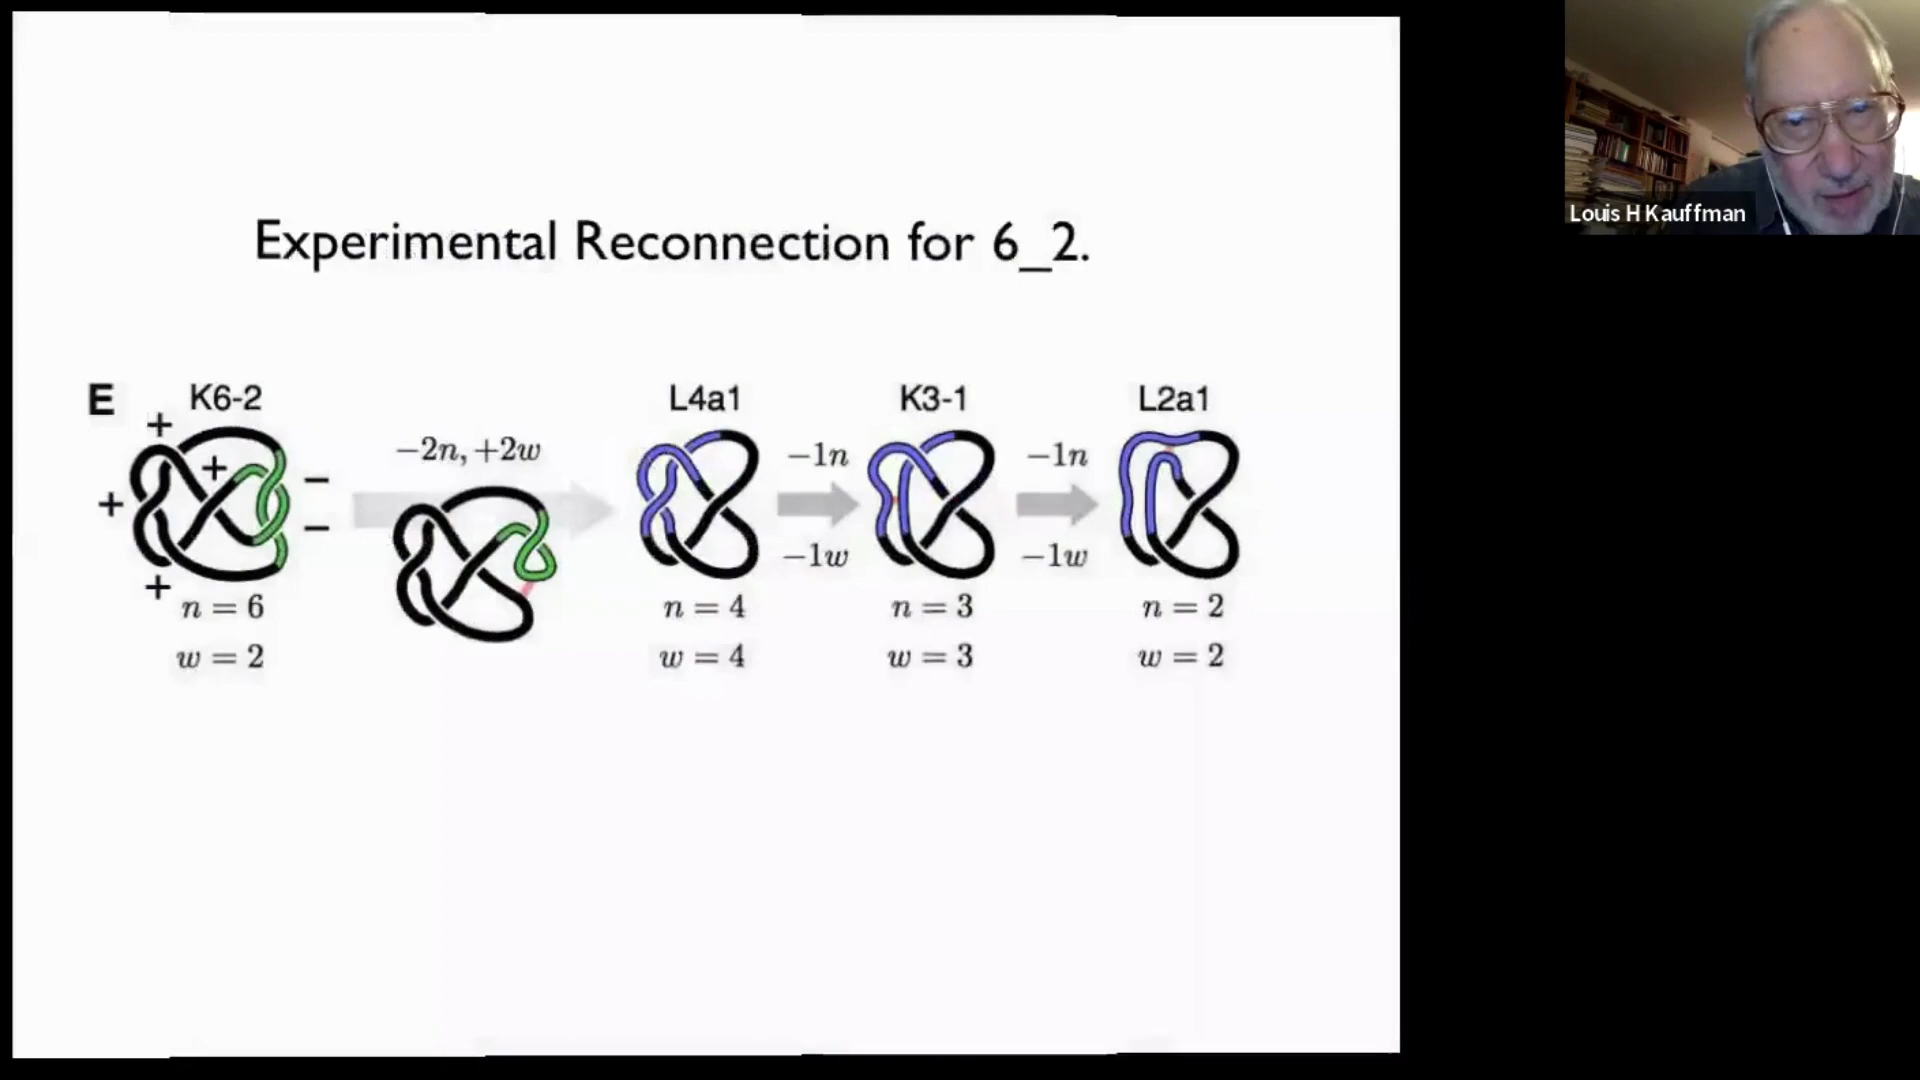 Louis H Kauffman
Experimental Reconnection for 6_2.
E K6-2 L4a1 K3-1 L2a1
+
+ −
+ −
+
−2n, +2w −1n −1n
−1w −1w
n = 6 n = 4 n = 3 n = 2
w = 2 w = 4 w = 3 w = 2